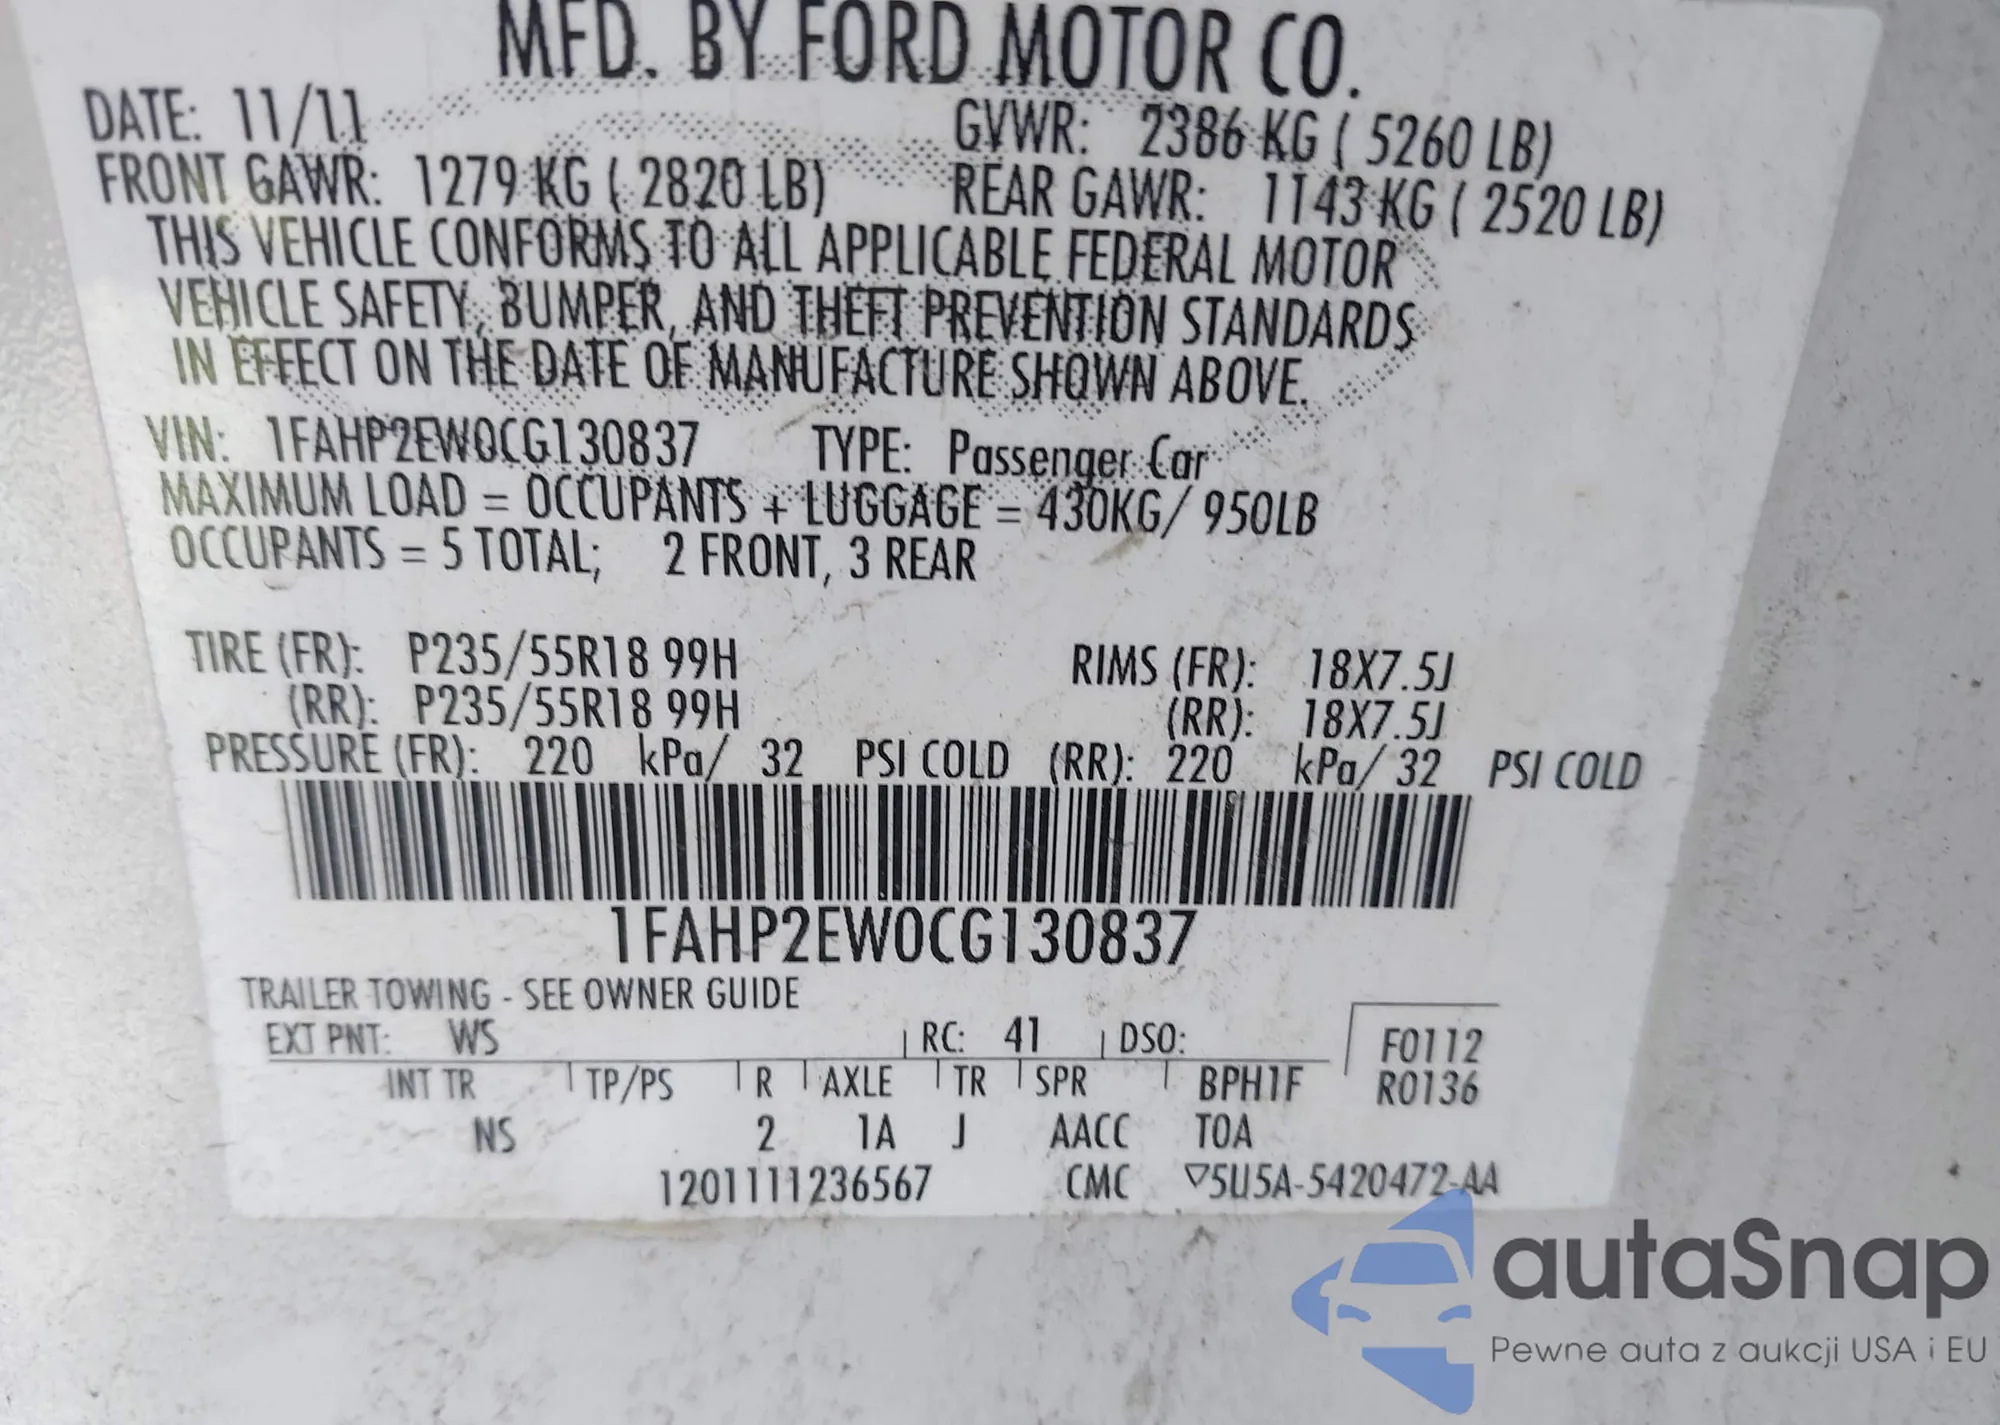 MFD. BY FORD MOTOR CO.
DATE: 11/11 GVWR: 2386 KG ( 5260 LB)
FRONT GAWR: 1279 KG ( 2820 LB) REAR GAWR: 1143 KG ( 2520 LB)
THIS VEHICLE CONFORMS TO ALL APPLICABLE FEDERAL MOTOR
VEHICLE SAFETY, BUMPER, AND THEFT PREVENTION STANDARDS
IN EFFECT ON THE DATE OF MANUFACTURE SHOWN ABOVE.
VIN: 1FAHP2EW0CG130837 TYPE: Passenger Car
MAXIMUM LOAD = OCCUPANTS + LUGGAGE = 430KG/ 950LB
OCCUPANTS = 5 TOTAL; 2 FRONT, 3 REAR
TIRE (FR): P235/55R18 99H RIMS (FR): 18X7.5J
(RR): P235/55R18 99H (RR): 18X7.5J
PRESSURE (FR): 220 kPa/ 32 PSI COLD (RR): 220 kPa/ 32 PSI COLD
1FAHP2EW0CG130837
TRAILER TOWING - SEE OWNER GUIDE
EXT PNT: WS RC: 41 DSO: F0112
INT TR TP/PS R AXLE TR SPR BPH1F R0136
NS 2 1A J AACC TOA
1201111236567 CMC ▽5U5A-5420472-AA
autaSnap
Pewne auta z aukcji USA i EU